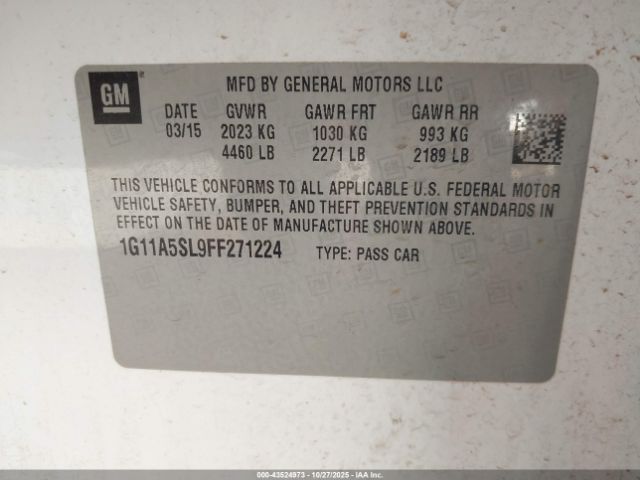 GM
MFD BY GENERAL MOTORS LLC
DATE GVWR GAWR FRT GAWR RR
03/15 2023 KG 1030 KG 993 KG
4460 LB 2271 LB 2189 LB
THIS VEHICLE CONFORMS TO ALL APPLICABLE U.S. FEDERAL MOTOR
VEHICLE SAFETY, BUMPER, AND THEFT PREVENTION STANDARDS IN
EFFECT ON THE DATE OF MANUFACTURE SHOWN ABOVE.
1G11A5SL9FF271224 TYPE: PASS CAR
000-43524973 - 10/27/2025 - IAA Inc.